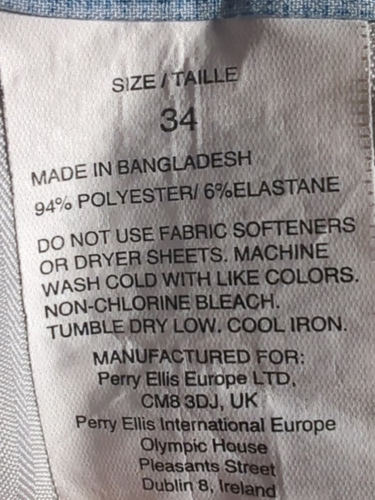 SIZE / TAILLE
34
MADE IN BANGLADESH
94% POLYESTER/ 6%ELASTANE
DO NOT USE FABRIC SOFTENERS
OR DRYER SHEETS. MACHINE
WASH COLD WITH LIKE COLORS.
NON-CHLORINE BLEACH.
TUMBLE DRY LOW. COOL IRON.
MANUFACTURED FOR:
Perry Ellis Europe LTD,
CM8 3DJ, UK
Perry Ellis International Europe
Olympic House
Pleasants Street
Dublin 8, Ireland